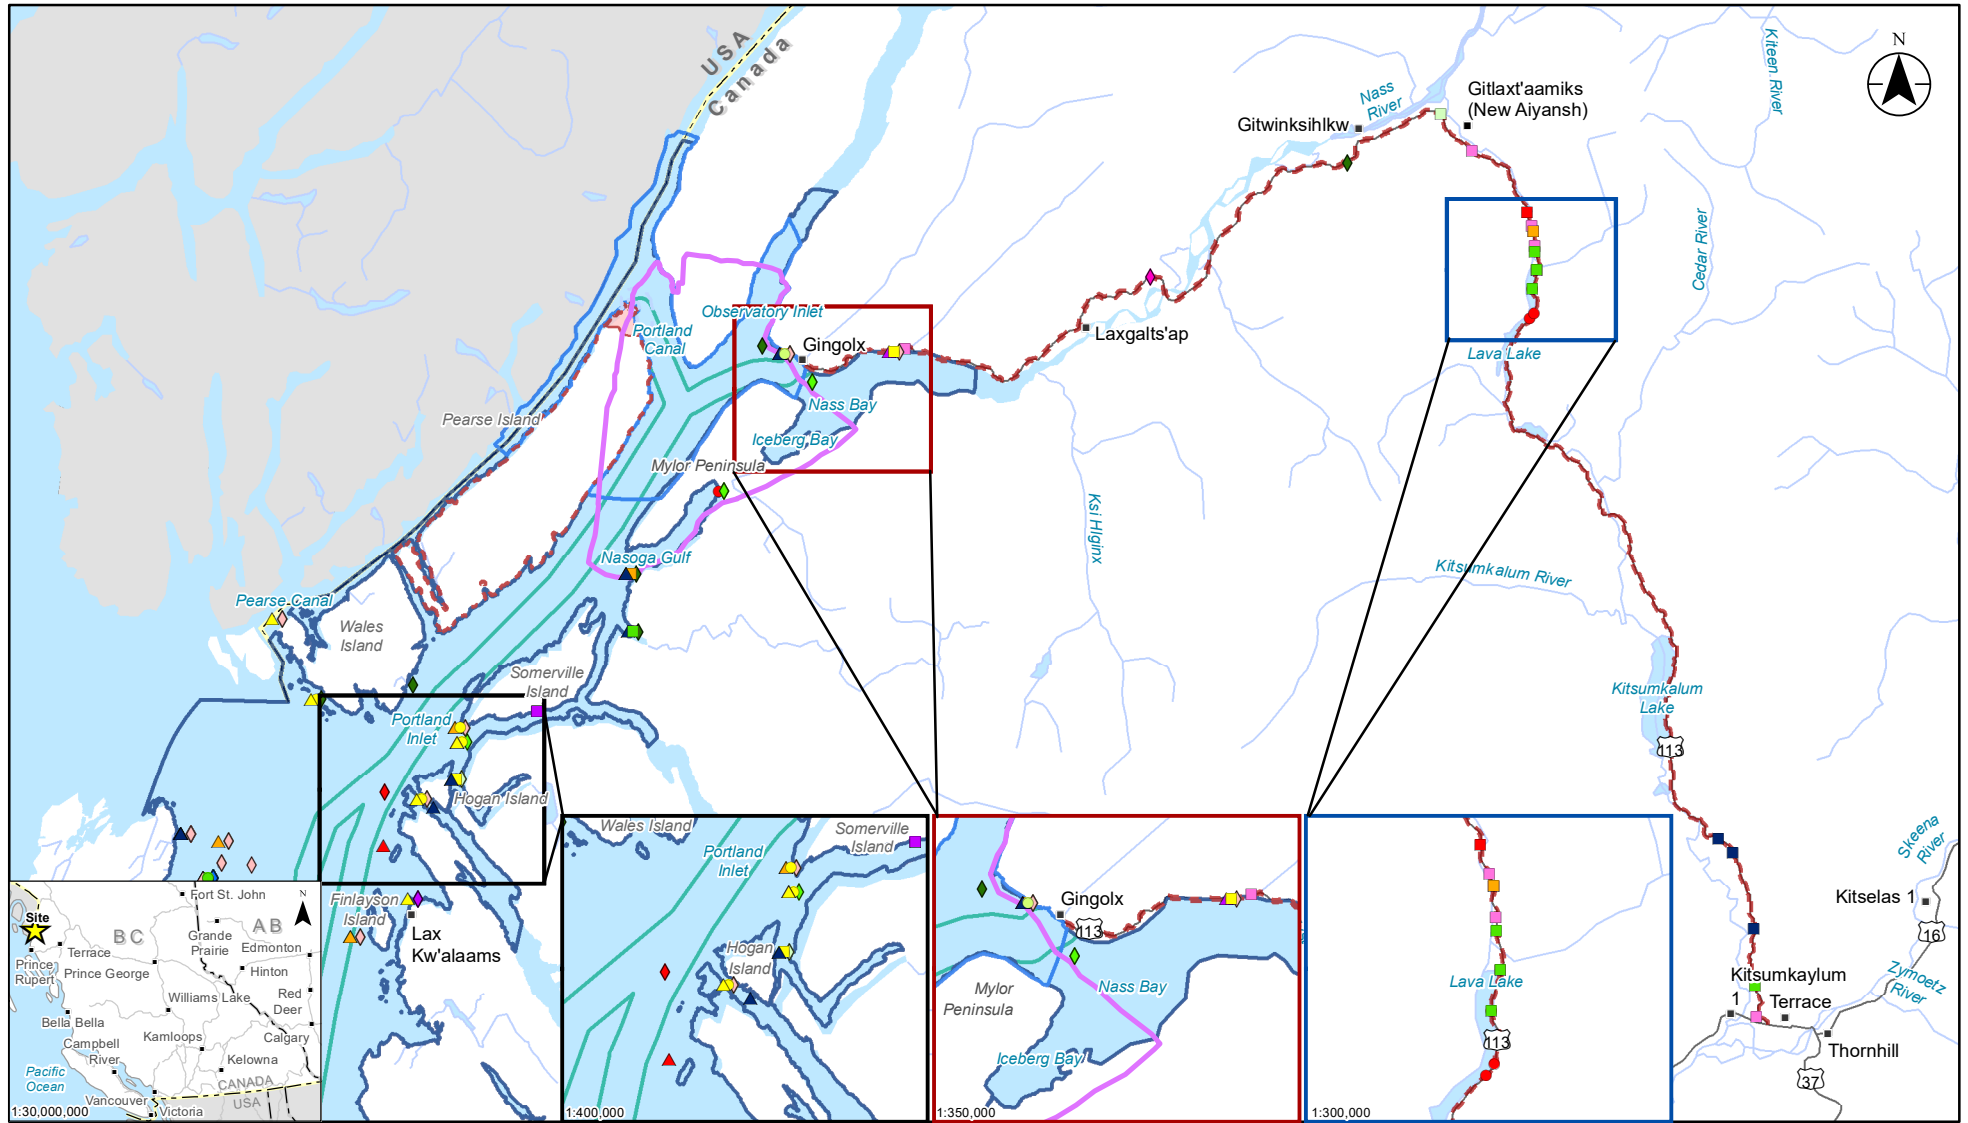 USA
Canada
N
Kiteen River
Nass
River
Gitlaxt'aamiks
(New Aiyansh)
Gitwinksihlkw
Cedar River
Observatory Inlet
Portland
Canal
Gingolx
Laxgalts'ap
Lava Lake
Pearse Island
Nass Bay
Iceberg Bay
Mylor Peninsula
Ksi Hlginx
Nasoga Gulf
Kitsumkalum River
Pearse Canal
Wales
Island
Somerville
Island
Kitsumkalum
Lake
Portland
Inlet
113
Hogan Island
Skeena
River
Finlayson
Island
Lax
Kw'alaams
Kitselas 1
16
Zymoetz
River
Kitsumkaylum
1
Terrace
Thornhill
37
Fort St. John
N
Site
BC
AB
Grande
Prairie
Edmonton
Terrace
Prince
Rupert
Prince George
Hinton
Williams Lake
Red
Deer
Bella Bella
Kamloops
Calgary
Campbell
River
Kelowna
Pacific
Ocean
CANADA
USA
Vancouver
Victoria
1:30,000,000
Wales Island
Somerville
Island
Portland
Inlet
Hogan
Island
1:400,000
Gingolx
113
Mylor
Peninsula
Nass Bay
Iceberg Bay
1:350,000
Lava Lake
113
1:300,000